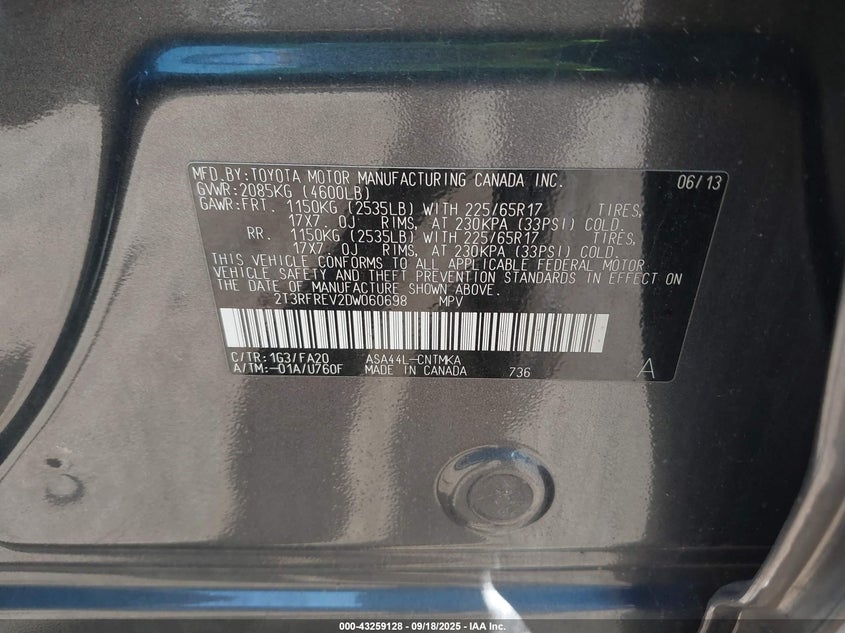 MFD.BY:TOYOTA MOTOR MANUFACTURING CANADA INC. 06/13
GVWR:2085KG (4600LB)
GAWR:FRT. 1150KG (2535LB) WITH 225/65R17 TIRES,
17X7 0J RIMS, AT 230KPA (33PSI) COLD.
RR. 1150KG (2535LB) WITH 225/65R17 TIRES,
17X7 0J RIMS, AT 230KPA (33PSI) COLD.
THIS VEHICLE CONFORMS TO ALL APPLICABLE FEDERAL MOTOR
VEHICLE SAFETY AND THEFT PREVENTION STANDARDS IN EFFECT ON
THE DATE OF MANUFACTURE SHOWN ABOVE.
2T3RFREV2DW060698 MPV
C/TR:1G3/FA20 ASA44L-CNTMKA
A/TM:-01A/U760F MADE IN CANADA 736 A
000-43259128 - 09/18/2025 - IAA Inc.